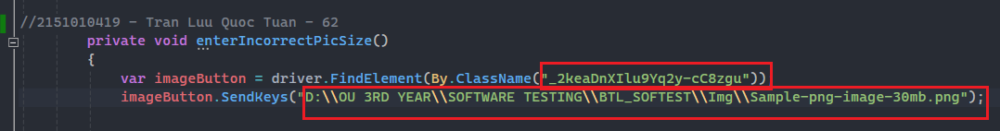 //2151010419 - Tran Luu Quoc Tuan - 62
private void enterIncorrectPicSize()
{
var imageButton = driver.FindElement(By.ClassName("_2keaDnXIlu9Yq2y-cC8zgu"))
imageButton.SendKeys("D:\\OU 3RD YEAR\\SOFTWARE TESTING\\BTL_SOFTEST\\Img\\Sample-png-image-30mb.png");